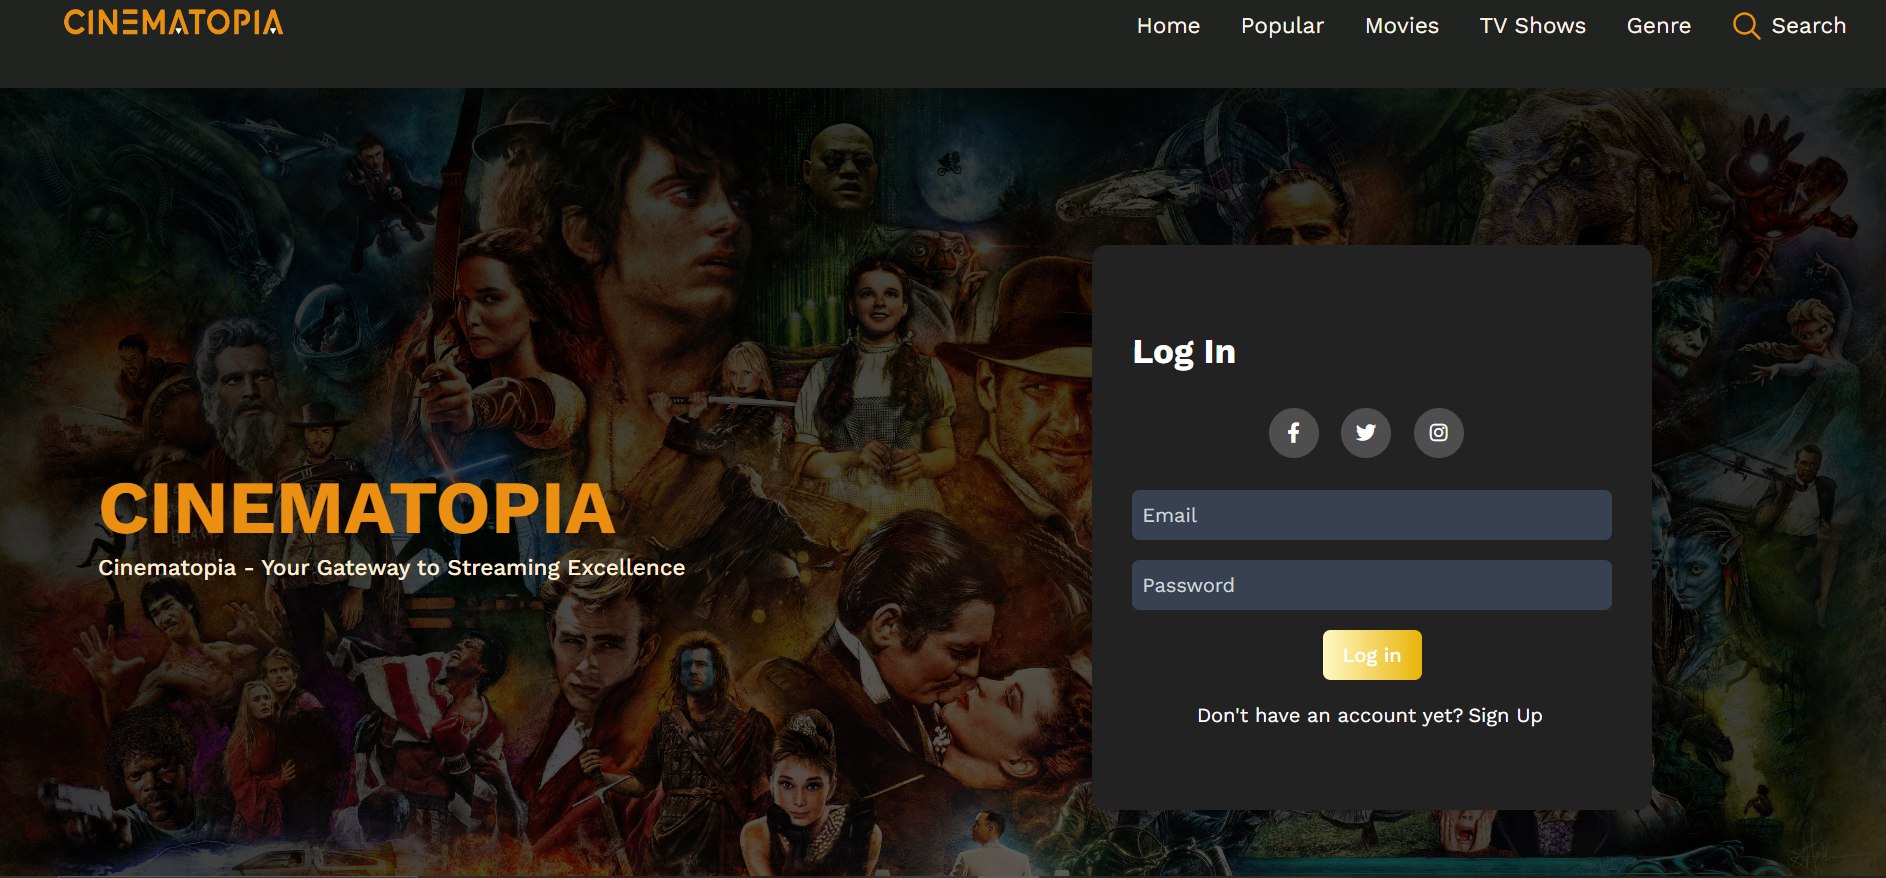 CINEMATOPIA
Home Popular Movies TV Shows Genre Search
Log In
Email
CINEMATOPIA
Cinematopia - Your Gateway to Streaming Excellence
Password
Log in
Don't have an account yet? Sign Up